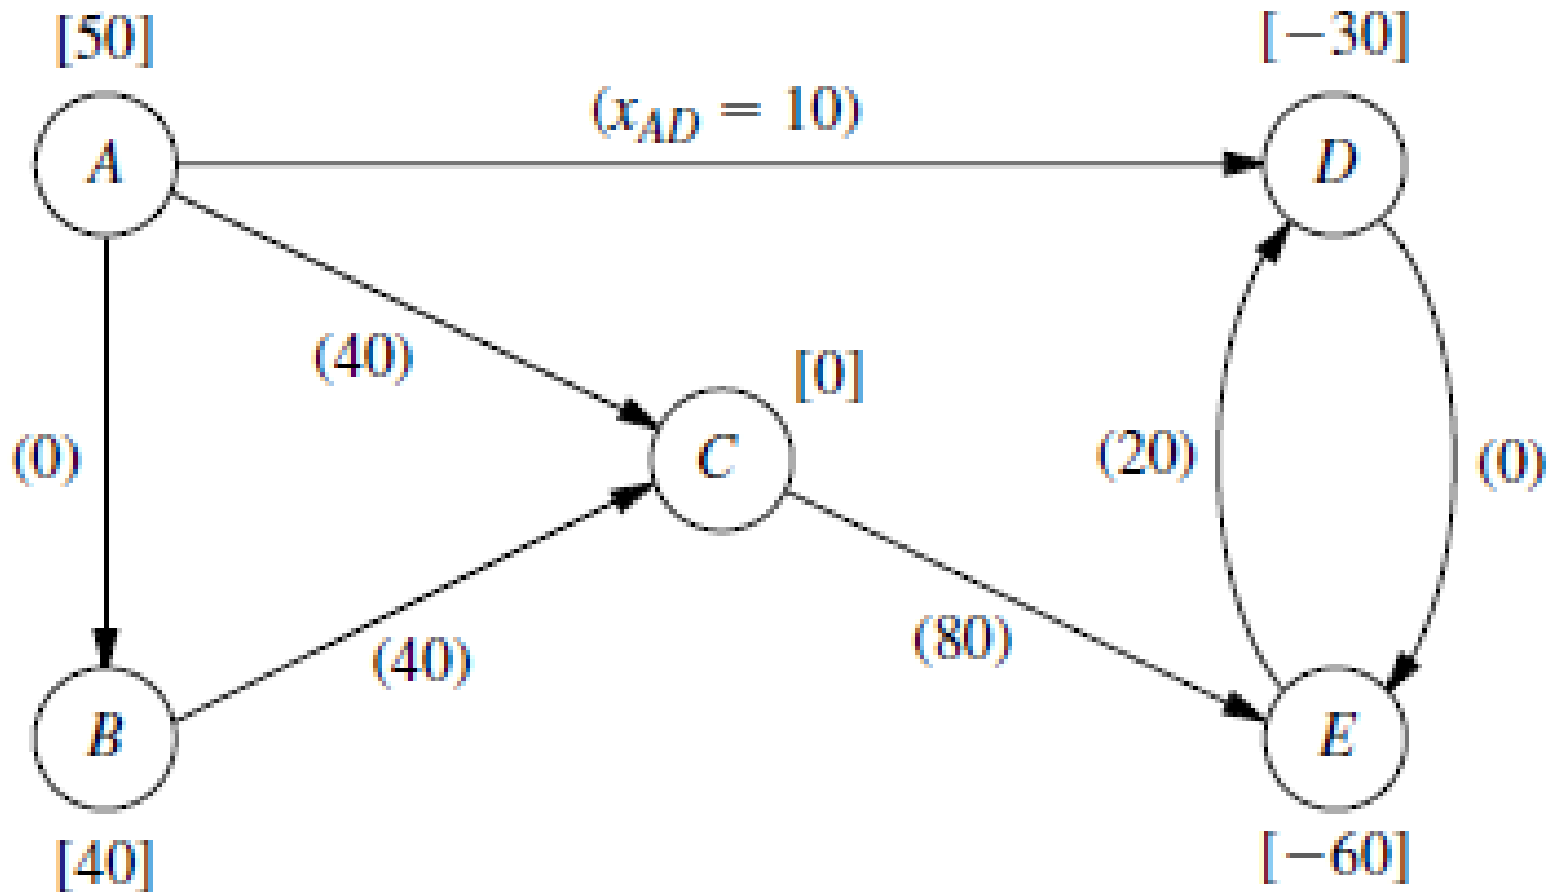 [50]
[−30]
(x_AD = 10)
A
D
(40)
[0]
(0)
C
(20)
(0)
(40)
(80)
B
E
[40]
[−60]